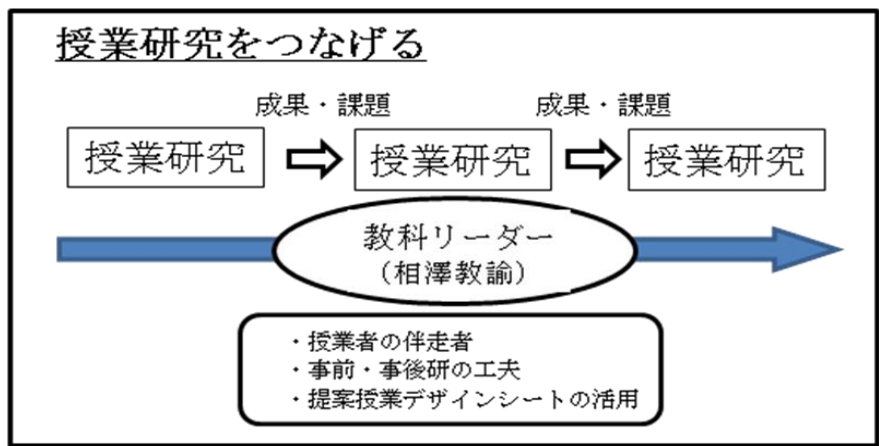 授業研究をつなげる
成果・課題 成果・課題
授業研究 授業研究 授業研究
教科リーダー
（相澤教諭）
・授業者の伴走者
・事前・事後研の工夫
・提案授業デザインシートの活用